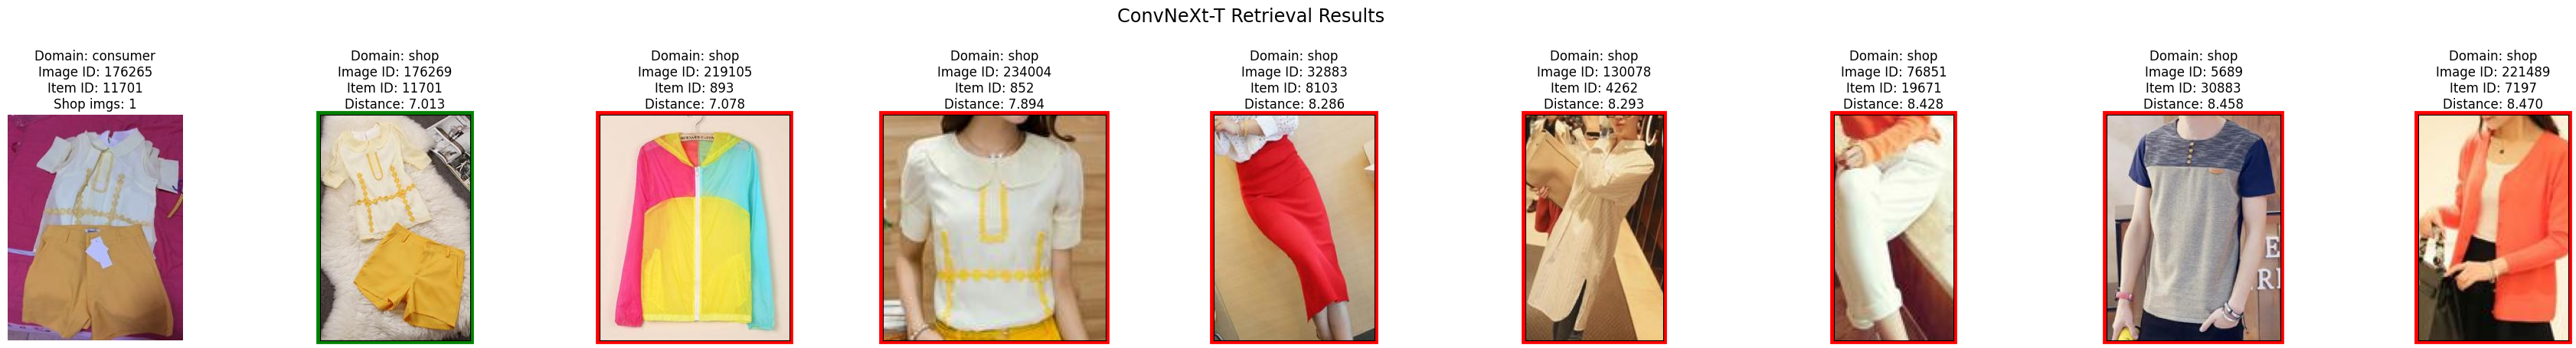 ConvNeXt-T Retrieval Results
Domain: consumer
Image ID: 176265
Item ID: 11701
Shop imgs: 1
Domain: shop
Image ID: 176269
Item ID: 11701
Distance: 7.013
Domain: shop
Image ID: 219105
Item ID: 893
Distance: 7.078
Domain: shop
Image ID: 234004
Item ID: 852
Distance: 7.894
Domain: shop
Image ID: 32883
Item ID: 8103
Distance: 8.286
Domain: shop
Image ID: 130078
Item ID: 4262
Distance: 8.293
Domain: shop
Image ID: 76851
Item ID: 19671
Distance: 8.428
Domain: shop
Image ID: 5689
Item ID: 30883
Distance: 8.458
Domain: shop
Image ID: 221489
Item ID: 7197
Distance: 8.470